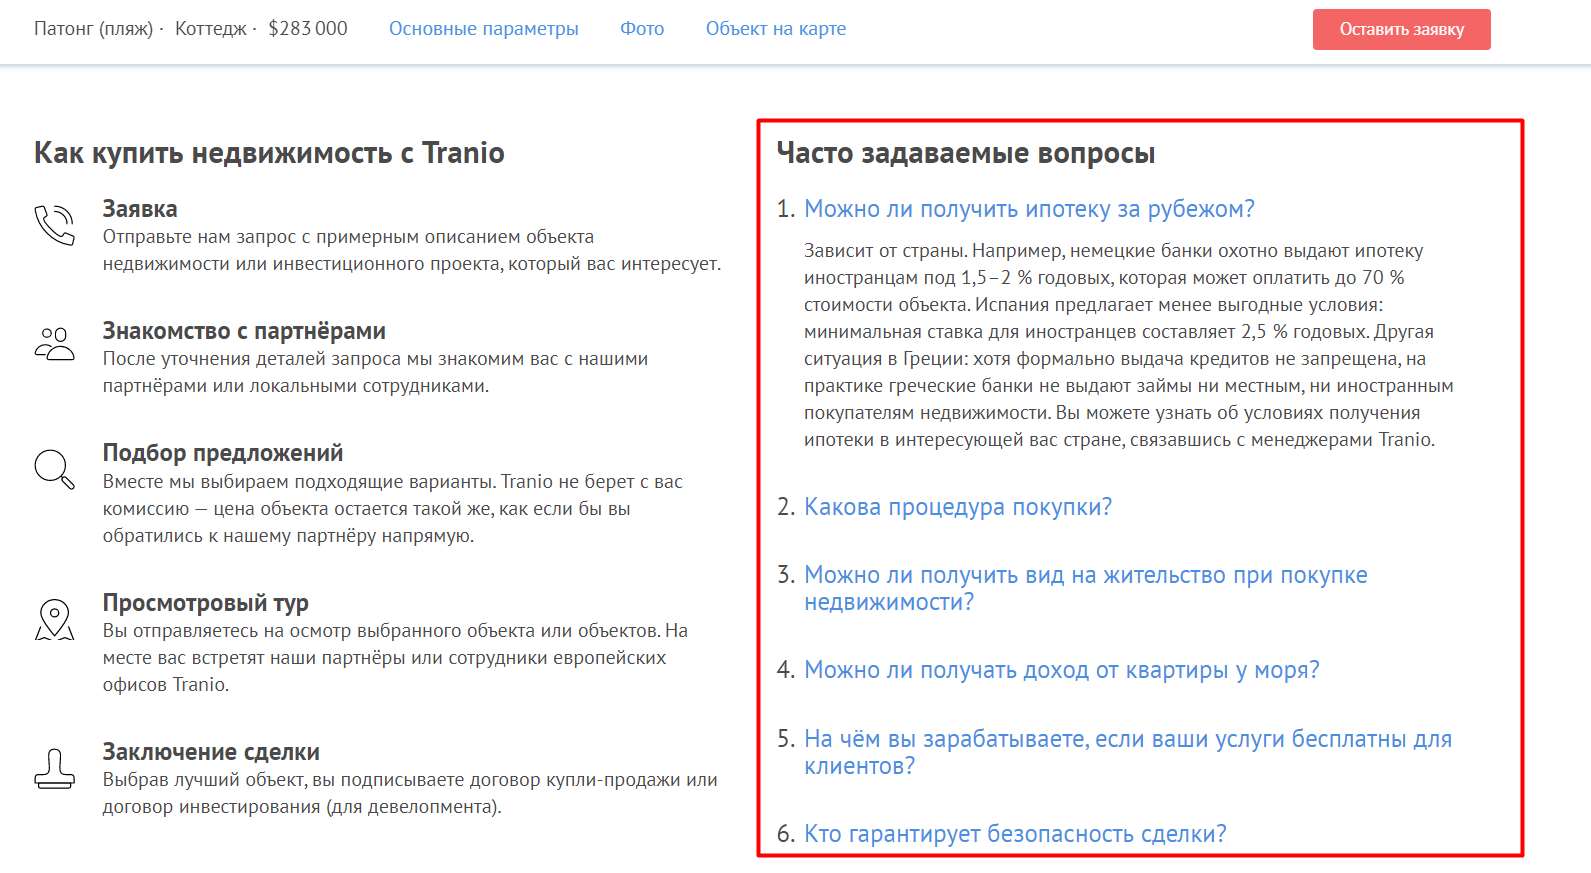 Патонг (пляж) · Коттедж · $283 000 Основные параметры Фото Объект на карте Оставить заявку
Как купить недвижимость с Tranio
Заявка
Отправьте нам запрос с примерным описанием объекта
недвижимости или инвестиционного проекта, который вас интересует.
Знакомство с партнёрами
После уточнения деталей запроса мы знакомим вас с нашими
партнёрами или локальными сотрудниками.
Подбор предложений
Вместе мы выбираем подходящие варианты. Tranio не берет с вас
комиссию — цена объекта остается такой же, как если бы вы
обратились к нашему партнёру напрямую.
Просмотровый тур
Вы отправляетесь на осмотр выбранного объекта или объектов. На
месте вас встретят наши партнёры или сотрудники европейских
офисов Tranio.
Заключение сделки
Выбрав лучший объект, вы подписываете договор купли-продажи или
договор инвестирования (для девелопмента).
Часто задаваемые вопросы
1. Можно ли получить ипотеку за рубежом?
Зависит от страны. Например, немецкие банки охотно выдают ипотеку
иностранцам под 1,5–2 % годовых, которая может оплатить до 70 %
стоимости объекта. Испания предлагает менее выгодные условия:
минимальная ставка для иностранцев составляет 2,5 % годовых. Другая
ситуация в Греции: хотя формально выдача кредитов не запрещена, на
практике греческие банки не выдают займы ни местным, ни иностранным
покупателям недвижимости. Вы можете узнать об условиях получения
ипотеки в интересующей вас стране, связавшись с менеджерами Tranio.
2. Какова процедура покупки?
3. Можно ли получить вид на жительство при покупке
недвижимости?
4. Можно ли получать доход от квартиры у моря?
5. На чём вы зарабатываете, если ваши услуги бесплатны для
клиентов?
6. Кто гарантирует безопасность сделки?